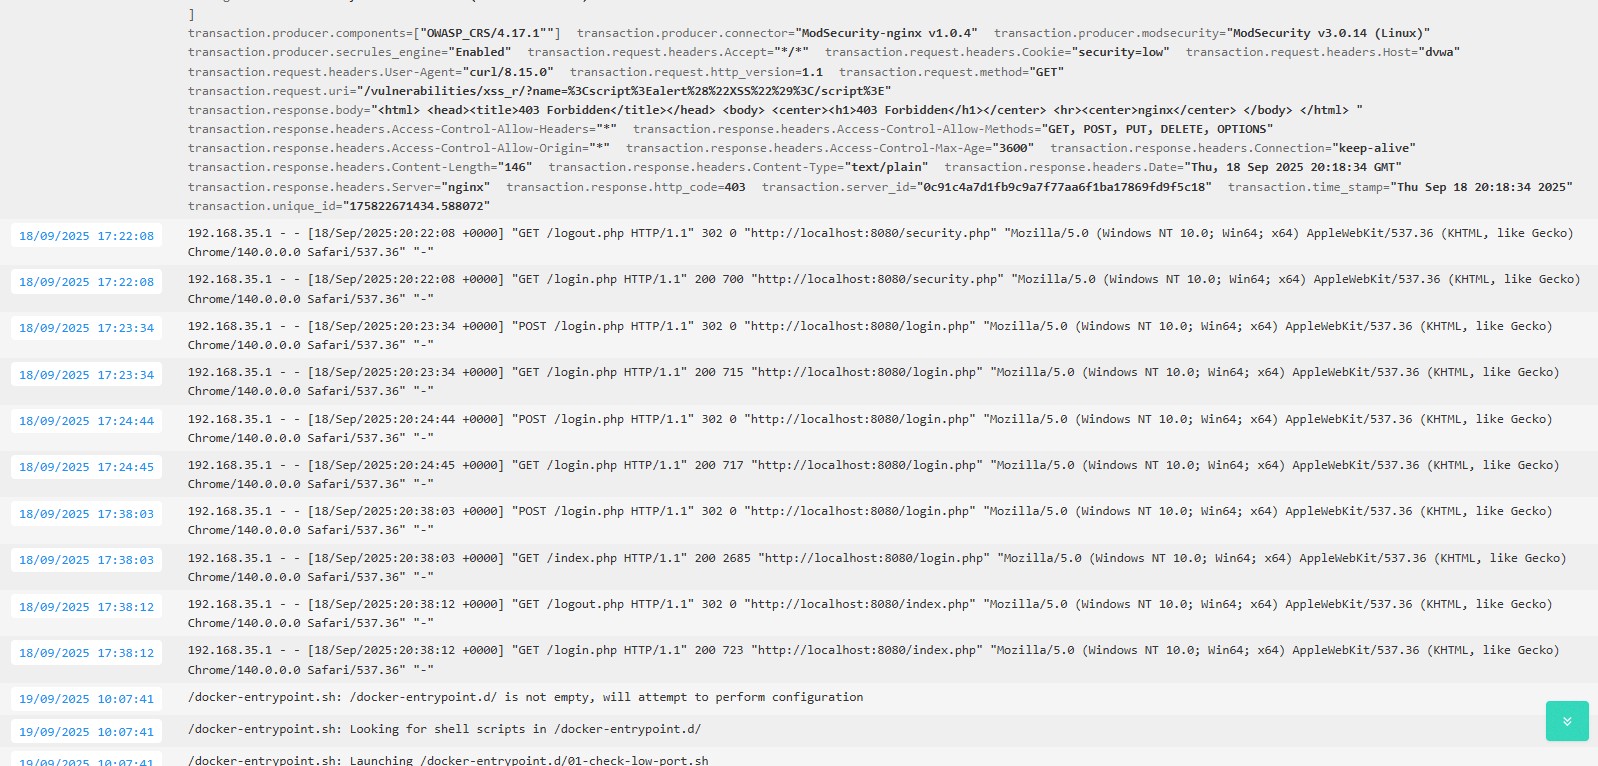 ]
transaction.producer.components=["OWASP_CRS/4.17.1""] transaction.producer.connector="ModSecurity-nginx v1.0.4" transaction.producer.modsecurity="ModSecurity v3.0.14 (Linux)"
transaction.producer.secrules_engine="Enabled" transaction.request.headers.Accept="*/*" transaction.request.headers.Cookie="security=low" transaction.request.headers.Host="dvwa"
transaction.request.headers.User-Agent="curl/8.15.0" transaction.request.http_version=1.1 transaction.request.method="GET"
transaction.request.uri="/vulnerabilities/xss_r/?name=%3Cscript%3Ealert%28%22XSS%22%29%3C/script%3E"
transaction.response.body="<html> <head><title>403 Forbidden</title></head> <body> <center><h1>403 Forbidden</h1></center> <hr><center>nginx</center> </body> </html> "
transaction.response.headers.Access-Control-Allow-Headers="*" transaction.response.headers.Access-Control-Allow-Methods="GET, POST, PUT, DELETE, OPTIONS"
transaction.response.headers.Access-Control-Allow-Origin="*" transaction.response.headers.Access-Control-Max-Age="3600" transaction.response.headers.Connection="keep-alive"
transaction.response.headers.Content-Length="146" transaction.response.headers.Content-Type="text/plain" transaction.response.headers.Date="Thu, 18 Sep 2025 20:18:34 GMT"
transaction.response.headers.Server="nginx" transaction.response.http_code=403 transaction.server_id="0c91c4a7d1fb9c9a7f77aa6f1ba17869fd9f5c18" transaction.time_stamp="Thu Sep 18 20:18:34 2025"
transaction.unique_id="175822671434.588072"
18/09/2025 17:22:08 192.168.35.1 - - [18/Sep/2025:20:22:08 +0000] "GET /logout.php HTTP/1.1" 302 0 "http://localhost:8080/security.php" "Mozilla/5.0 (Windows NT 10.0; Win64; x64) AppleWebKit/537.36 (KHTML, like Gecko)
Chrome/140.0.0.0 Safari/537.36" "-"
18/09/2025 17:22:08 192.168.35.1 - - [18/Sep/2025:20:22:08 +0000] "GET /login.php HTTP/1.1" 200 700 "http://localhost:8080/security.php" "Mozilla/5.0 (Windows NT 10.0; Win64; x64) AppleWebKit/537.36 (KHTML, like Gecko)
Chrome/140.0.0.0 Safari/537.36" "-"
18/09/2025 17:23:34 192.168.35.1 - - [18/Sep/2025:20:23:34 +0000] "POST /login.php HTTP/1.1" 302 0 "http://localhost:8080/login.php" "Mozilla/5.0 (Windows NT 10.0; Win64; x64) AppleWebKit/537.36 (KHTML, like Gecko)
Chrome/140.0.0.0 Safari/537.36" "-"
18/09/2025 17:23:34 192.168.35.1 - - [18/Sep/2025:20:23:34 +0000] "GET /login.php HTTP/1.1" 200 715 "http://localhost:8080/login.php" "Mozilla/5.0 (Windows NT 10.0; Win64; x64) AppleWebKit/537.36 (KHTML, like Gecko)
Chrome/140.0.0.0 Safari/537.36" "-"
18/09/2025 17:24:44 192.168.35.1 - - [18/Sep/2025:20:24:44 +0000] "POST /login.php HTTP/1.1" 302 0 "http://localhost:8080/login.php" "Mozilla/5.0 (Windows NT 10.0; Win64; x64) AppleWebKit/537.36 (KHTML, like Gecko)
Chrome/140.0.0.0 Safari/537.36" "-"
18/09/2025 17:24:45 192.168.35.1 - - [18/Sep/2025:20:24:45 +0000] "GET /login.php HTTP/1.1" 200 717 "http://localhost:8080/login.php" "Mozilla/5.0 (Windows NT 10.0; Win64; x64) AppleWebKit/537.36 (KHTML, like Gecko)
Chrome/140.0.0.0 Safari/537.36" "-"
18/09/2025 17:38:03 192.168.35.1 - - [18/Sep/2025:20:38:03 +0000] "POST /login.php HTTP/1.1" 302 0 "http://localhost:8080/login.php" "Mozilla/5.0 (Windows NT 10.0; Win64; x64) AppleWebKit/537.36 (KHTML, like Gecko)
Chrome/140.0.0.0 Safari/537.36" "-"
18/09/2025 17:38:03 192.168.35.1 - - [18/Sep/2025:20:38:03 +0000] "GET /index.php HTTP/1.1" 200 2685 "http://localhost:8080/login.php" "Mozilla/5.0 (Windows NT 10.0; Win64; x64) AppleWebKit/537.36 (KHTML, like Gecko)
Chrome/140.0.0.0 Safari/537.36" "-"
18/09/2025 17:38:12 192.168.35.1 - - [18/Sep/2025:20:38:12 +0000] "GET /logout.php HTTP/1.1" 302 0 "http://localhost:8080/index.php" "Mozilla/5.0 (Windows NT 10.0; Win64; x64) AppleWebKit/537.36 (KHTML, like Gecko)
Chrome/140.0.0.0 Safari/537.36" "-"
18/09/2025 17:38:12 192.168.35.1 - - [18/Sep/2025:20:38:12 +0000] "GET /login.php HTTP/1.1" 200 723 "http://localhost:8080/index.php" "Mozilla/5.0 (Windows NT 10.0; Win64; x64) AppleWebKit/537.36 (KHTML, like Gecko)
Chrome/140.0.0.0 Safari/537.36" "-"
19/09/2025 10:07:41 /docker-entrypoint.sh: /docker-entrypoint.d/ is not empty, will attempt to perform configuration
19/09/2025 10:07:41 /docker-entrypoint.sh: Looking for shell scripts in /docker-entrypoint.d/
19/09/2025 10:07:41 /docker-entrypoint.sh: Launching /docker-entrypoint.d/01-check-low-port.sh